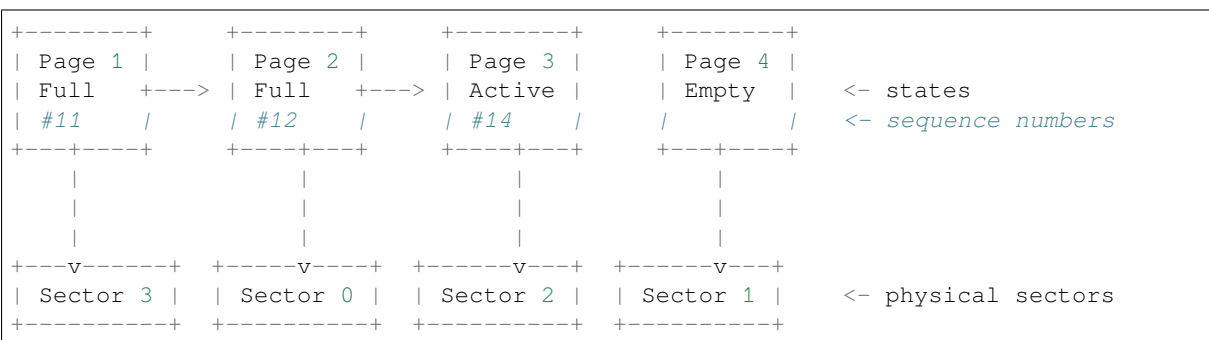 +--------+     +--------+     +--------+     +--------+
| Page 1 |     | Page 2 |     | Page 3 |     | Page 4 |
| Full   +---> | Full   +---> | Active |     | Empty  |   <- states
| #11    |     | #12    |     | #14    |     |        |   <- sequence numbers
+---+----+     +----+---+     +----+---+     +---+----+
    |               |              |             |
    |               |              |             |
    |               |              |             |
+---v------+  +-----v----+  +------v---+  +------v---+
| Sector 3 |  | Sector 0 |  | Sector 2 |  | Sector 1 |    <- physical sectors
+----------+  +----------+  +----------+  +----------+